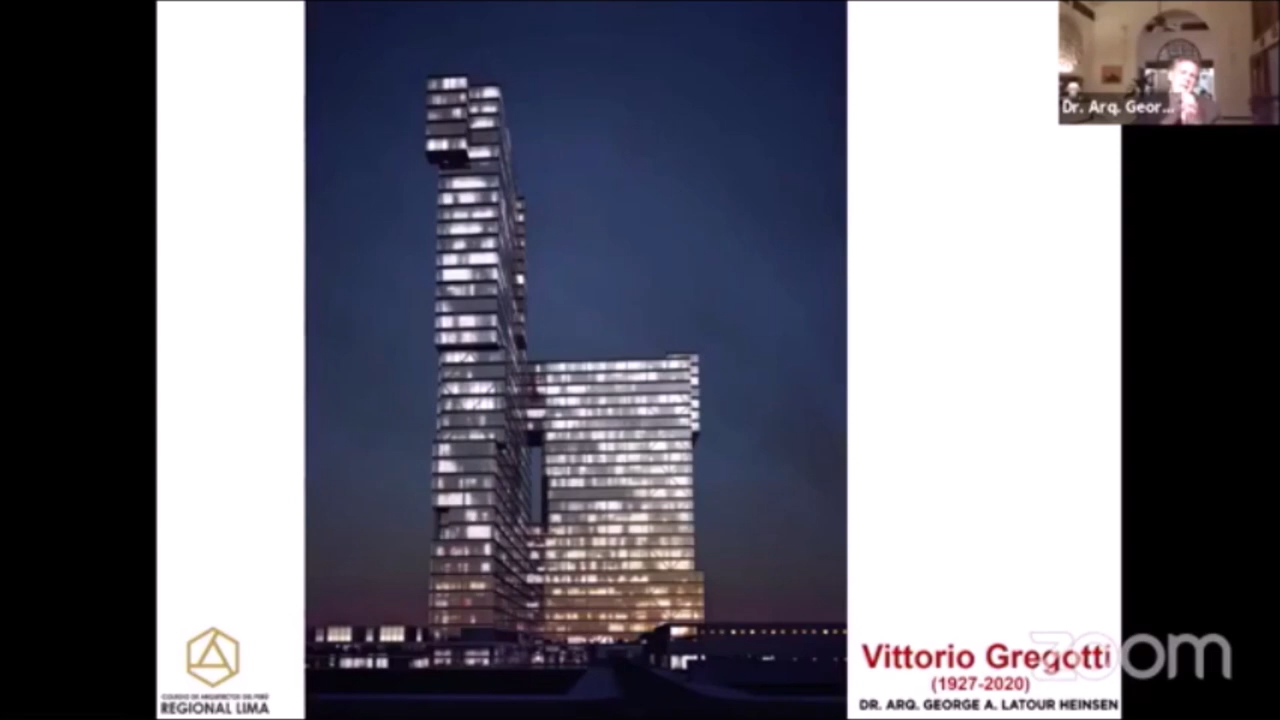 Dr. Arq. Geor...
COLEGIO DE ARQUITECTOS DEL PERÚ
REGIONAL LIMA
Vittorio Gregotti
(1927-2020)
DR. ARQ. GEORGE A. LATOUR HEINSEN
zoom